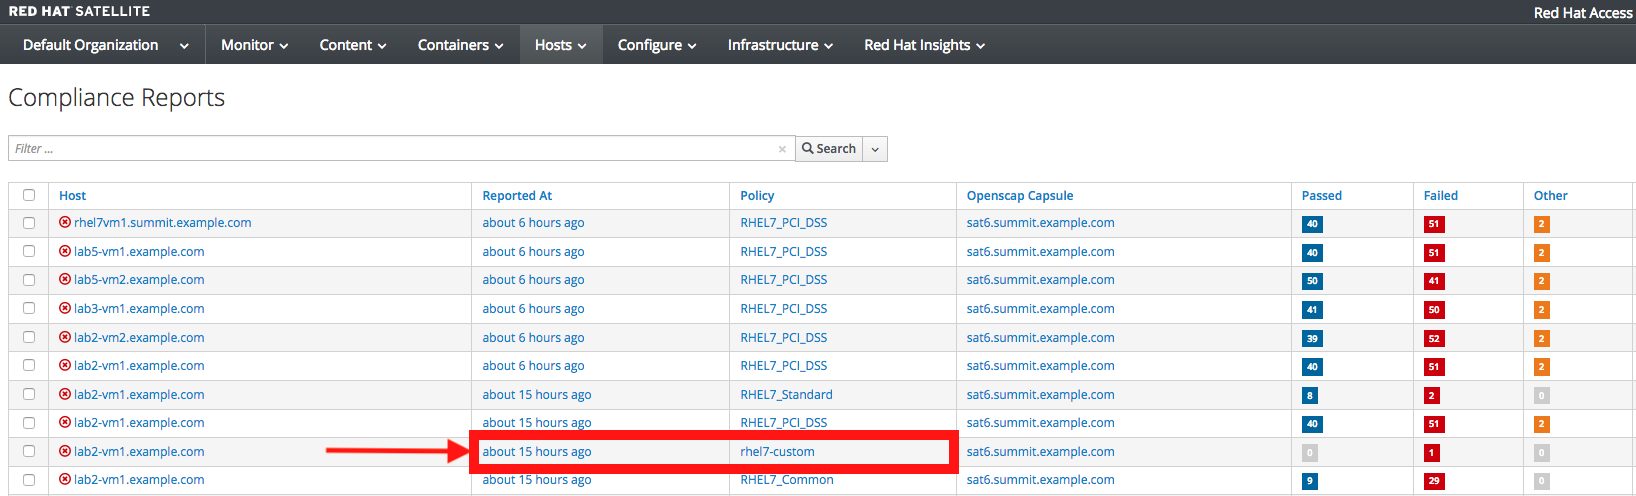 RED HAT SATELLITE
Red Hat Access
Default Organization Monitor Content Containers Hosts Configure Infrastructure Red Hat Insights
Compliance Reports
Filter ... × Search
Host Reported At Policy Openscap Capsule Passed Failed Other
rhel7vm1.summit.example.com about 6 hours ago RHEL7_PCI_DSS sat6.summit.example.com 40 51 2
lab5-vm1.example.com about 6 hours ago RHEL7_PCI_DSS sat6.summit.example.com 40 51 2
lab5-vm2.example.com about 6 hours ago RHEL7_PCI_DSS sat6.summit.example.com 50 41 2
lab3-vm1.example.com about 6 hours ago RHEL7_PCI_DSS sat6.summit.example.com 41 50 2
lab2-vm2.example.com about 6 hours ago RHEL7_PCI_DSS sat6.summit.example.com 39 52 2
lab2-vm1.example.com about 6 hours ago RHEL7_PCI_DSS sat6.summit.example.com 40 51 2
lab2-vm1.example.com about 15 hours ago RHEL7_Standard sat6.summit.example.com 8 2 0
lab2-vm1.example.com about 15 hours ago RHEL7_PCI_DSS sat6.summit.example.com 40 51 2
lab2-vm1.example.com about 15 hours ago rhel7-custom sat6.summit.example.com 0 1 0
lab2-vm1.example.com about 15 hours ago RHEL7_Common sat6.summit.example.com 9 29 0